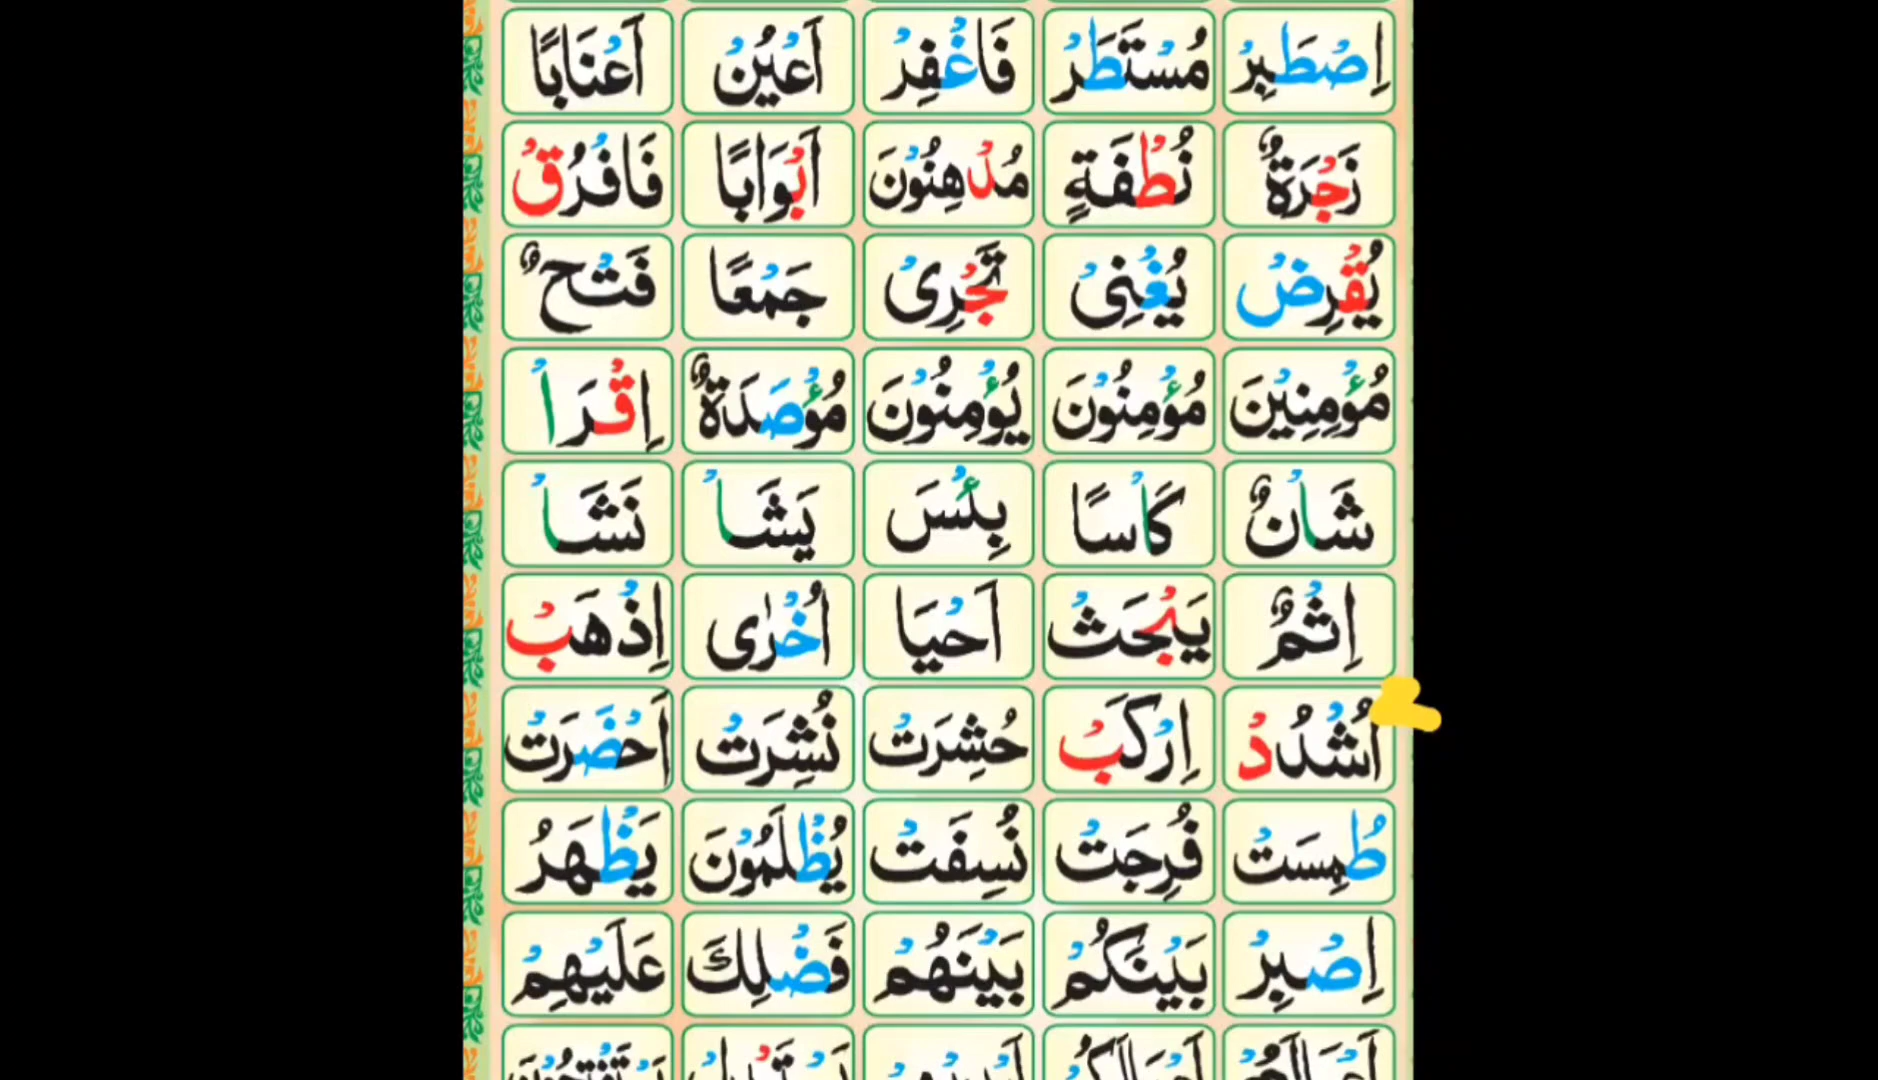 اِصْطَبِرْ مُسْتَطَرْ فَاغْفِرْ اَعْيُنْ اَعْنَابًا
زَجْرَةٌ نُطْفَةٍ مُدْهِنُوْنَ اَبْوَابًا فَافْرُقْ
يُقْرِضْ يُغْنِىْ تَجْرِىْ جَمْعًا فَتْحٌ
مُؤْمِنِيْنَ مُؤْمِنُوْنَ يُؤْمِنُوْنَ مُؤْصَدَةٌ اِقْرَاْ
شَاْنٌ كَاْسًا بِئْسَ يَشَاْ نَشَاْ
اِثْمٌ يَبْحَثْ اَحْيَا اُخْرٰى اِذْهَبْ
اُشْدُدْ اِرْكَبْ حُشِرَتْ نُشِرَتْ اَحْضَرَتْ
طُمِسَتْ فُرِجَتْ نُسِفَتْ يُظْلَمُوْنَ يَظْهَرُ
اِصْبِرْ بَيْنَكُمْ بَيْنَهُمْ فَضْلِكَ عَلَيْهِمْ